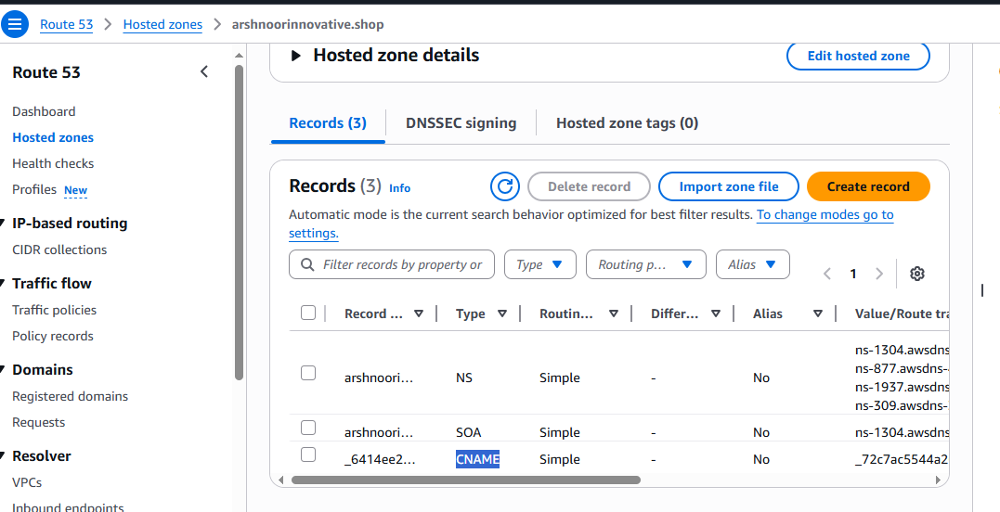 Route 53 > Hosted zones > arshnoorinnovative.shop
Route 53
Dashboard
Hosted zones
Health checks
Profiles New
IP-based routing
CIDR collections
Traffic flow
Traffic policies
Policy records
Domains
Registered domains
Requests
Resolver
VPCs
Inbound endpoints
Hosted zone details
Edit hosted zone
Records (3)
DNSSEC signing
Hosted zone tags (0)
Records (3) Info
Delete record
Import zone file
Create record
Automatic mode is the current search behavior optimized for best filter results. To change modes go to
settings.
Filter records by property or
Type
Routing p...
Alias
1
Record ... Type Routin... Differ... Alias Value/Route tra
arshnoori... NS Simple - No
ns-1304.awsdns
ns-877.awsdns-
ns-1937.awsdns
ns-309.awsdns-
arshnoori... SOA Simple - No ns-1304.awsdns
_6414ee2... CNAME Simple - No _72c7ac5544a2